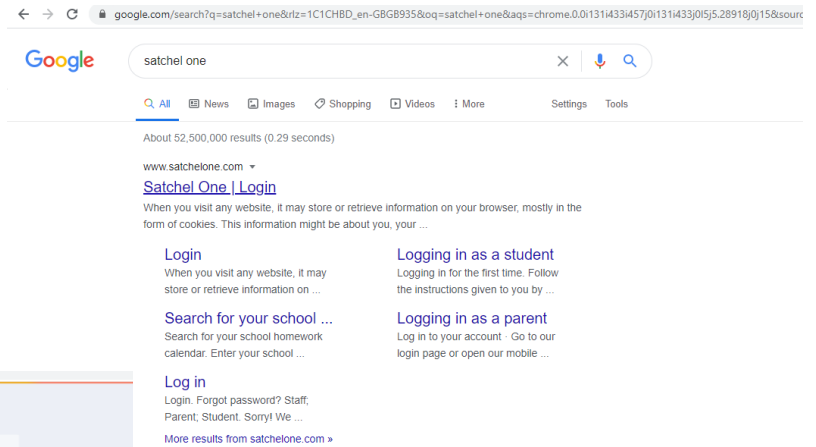 google.com/search?q=satchel+one&rlz=1C1CHBD_en-GBGB935&oq=satchel+one&aqs=chrome.0.0i131i433i457j0i131i433j0l5j5.28918j0j15&sourc
Google
satchel one
All News Images Shopping Videos More Settings Tools
About 52,500,000 results (0.29 seconds)
www.satchelone.com
Satchel One | Login
When you visit any website, it may store or retrieve information on your browser, mostly in the
form of cookies. This information might be about you, your ...
Login
When you visit any website, it may
store or retrieve information on ...
Logging in as a student
Logging in for the first time. Follow
the instructions given to you by ...
Search for your school ...
Search for your school homework
calendar. Enter your school ...
Logging in as a parent
Log in to your account · Go to our
login page or open our mobile ...
Log in
Login. Forgot password? Staff;
Parent; Student. Sorry! We ...
More results from satchelone.com »